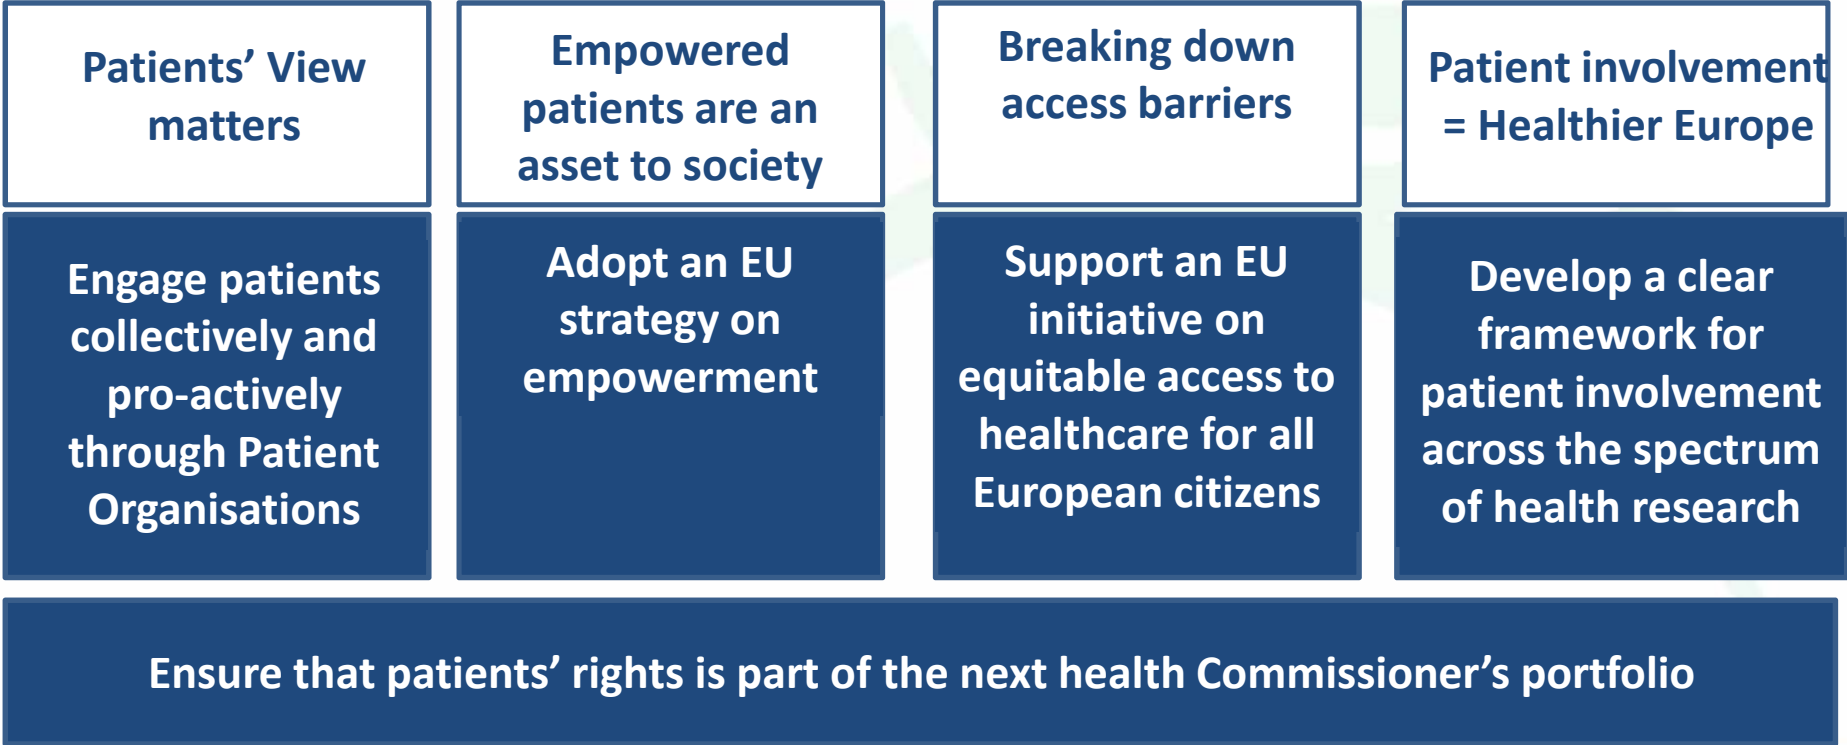 Patients’ View
matters
Empowered
patients are an
asset to society
Breaking down
access barriers
Patient involvement
= Healthier Europe
Engage patients
collectively and
pro-actively
through Patient
Organisations
Adopt an EU
strategy on
empowerment
Support an EU
initiative on
equitable access to
healthcare for all
European citizens
Develop a clear
framework for
patient involvement
across the spectrum
of health research
Ensure that patients’ rights is part of the next health Commissioner’s portfolio